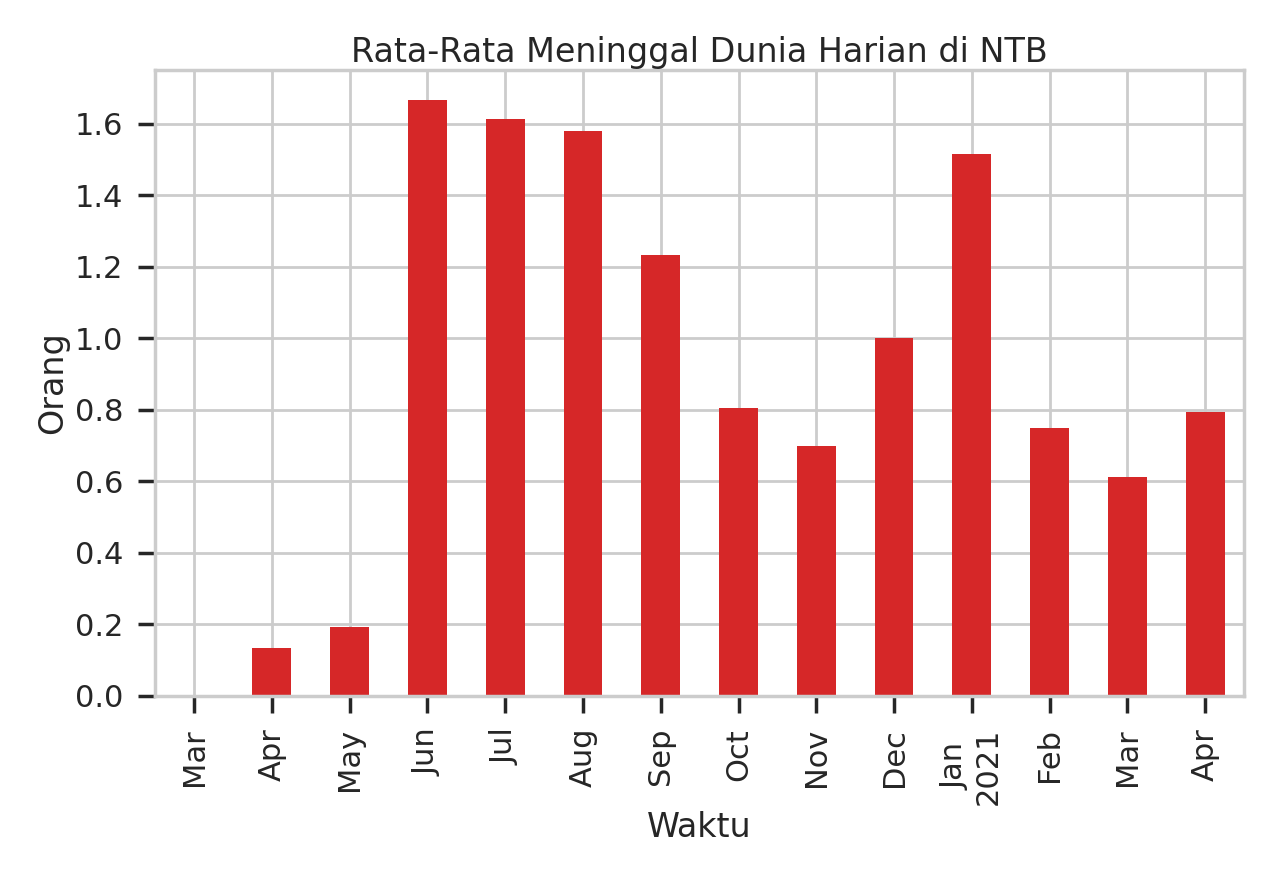 Rata-Rata Meninggal Dunia Harian di NTB
Orang
1.6
1.4
1.2
1.0
0.8
0.6
0.4
0.2
0.0
Mar
Apr
May
Jun
Jul
Aug
Sep
Oct
Nov
Dec
Jan
2021
Feb
Mar
Apr
Waktu